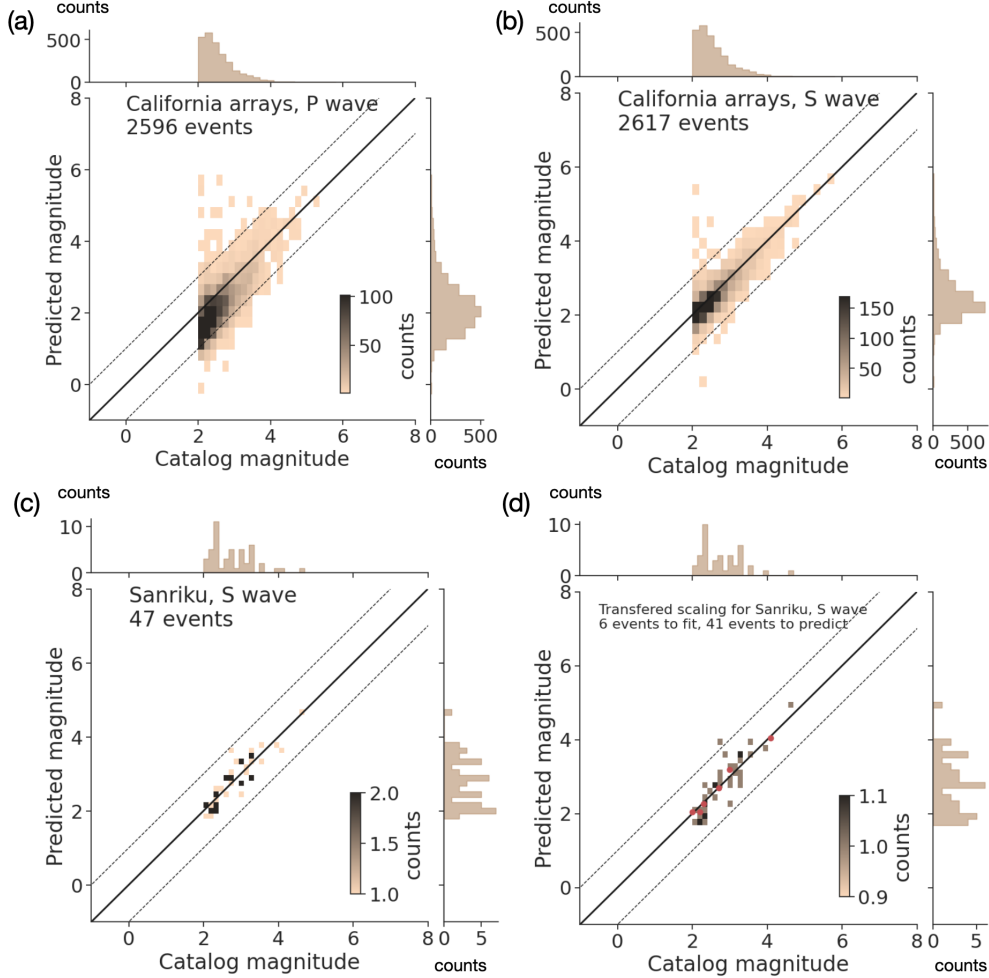 counts
counts
(a)
(b)
500
0
500
0
California arrays, P wave
2596 events
8
6
4
2
0
Predicted magnitude
100
50
counts
0 2 4 6 8
Catalog magnitude
0 500
counts
California arrays, S wave
2617 events
8
6
4
2
0
Predicted magnitude
150
100
50
counts
0 2 4 6 8
Catalog magnitude
0 500
counts
(c)
counts
10
0
Sanriku, S wave
47 events
8
6
4
2
0
Predicted magnitude
2.0
1.5
1.0
counts
0 2 4 6 8
Catalog magnitude
0 5
counts
(d)
counts
10
0
Transfered scaling for Sanriku, S wave
6 events to fit, 41 events to predict
8
6
4
2
0
Predicted magnitude
1.1
1.0
0.9
counts
0 2 4 6 8
Catalog magnitude
0 5
counts